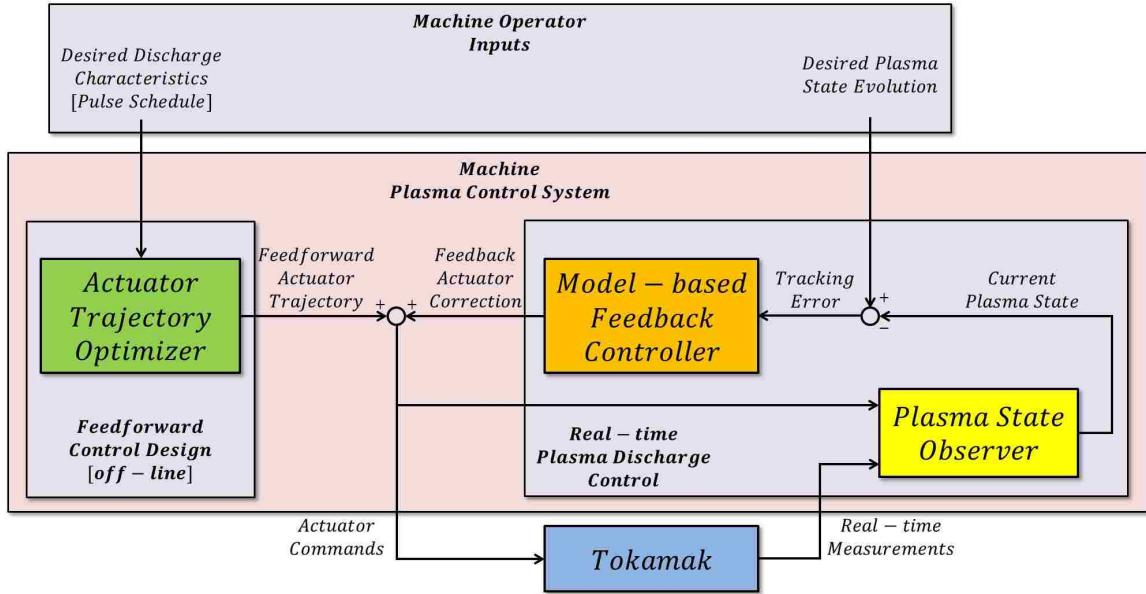 Machine Operator
Inputs
Desired Discharge
Characteristics
[Pulse Schedule]
Desired Plasma
State Evolution
Machine
Plasma Control System
Actuator
Trajectory
Optimizer
Feedforward
Control Design
[off − line]
Feedforward
Actuator
Trajectory
+
+
Feedback
Actuator
Correction
Model − based
Feedback
Controller
Tracking
Error
+
−
Current
Plasma State
Real − time
Plasma Discharge
Control
Plasma State
Observer
Actuator
Commands
Tokamak
Real − time
Measurements